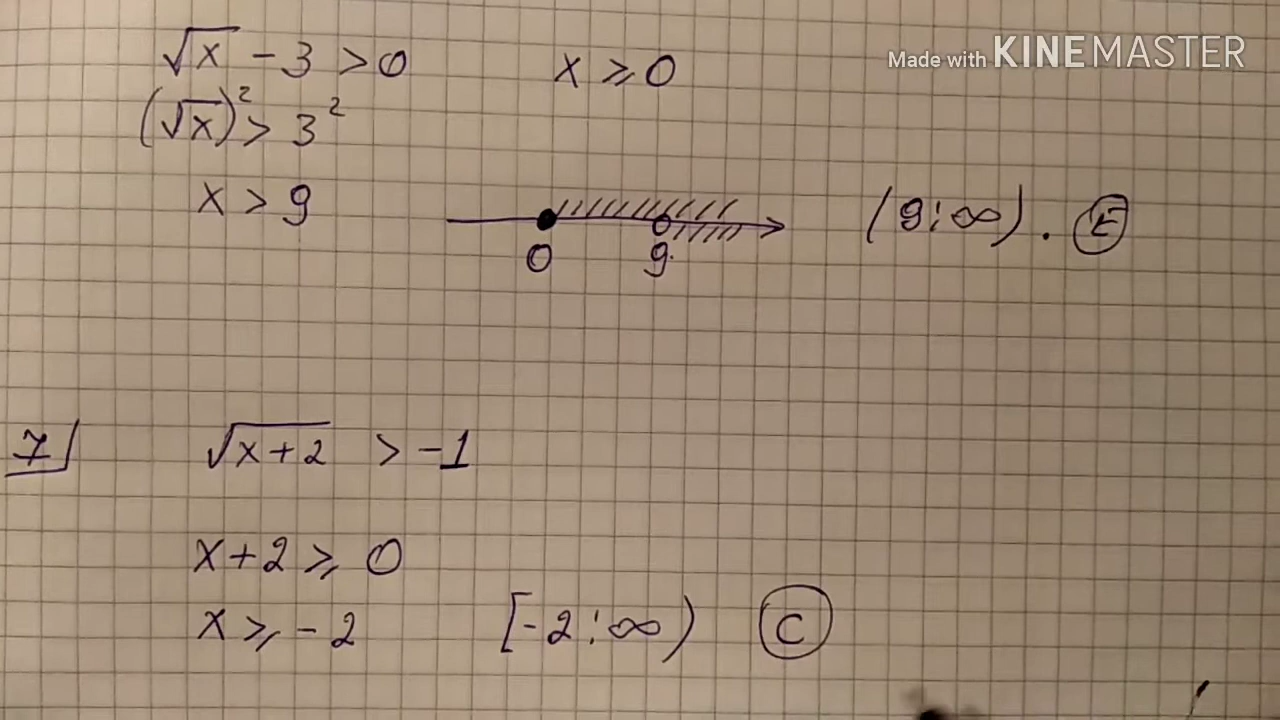 √x - 3 > 0 x ⩾ 0
Made with KINEMASTER
(√x)² > 3²
x > 9
0 9
(9:∞). E
7
√x+2 > -1
x+2 ⩾ 0
x ⩾ -2 [-2:∞) C